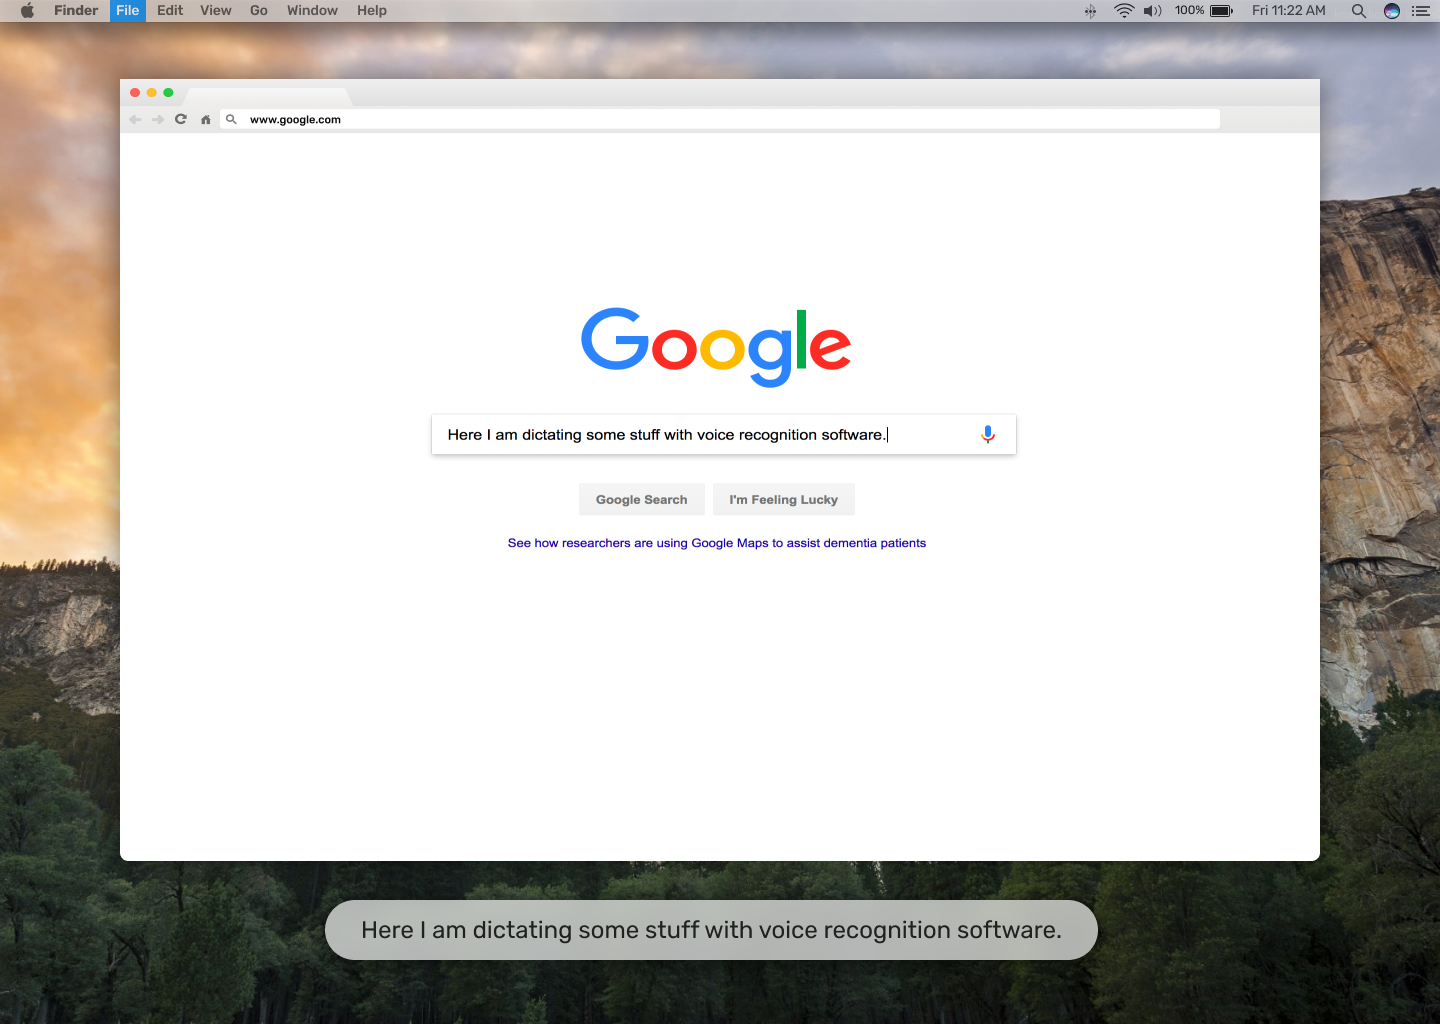 Finder File Edit View Go Window Help 100% Fri 11:22 AM
www.google.com
Google
Here I am dictating some stuff with voice recognition software.
Google Search I'm Feeling Lucky
See how researchers are using Google Maps to assist dementia patients
Here I am dictating some stuff with voice recognition software.